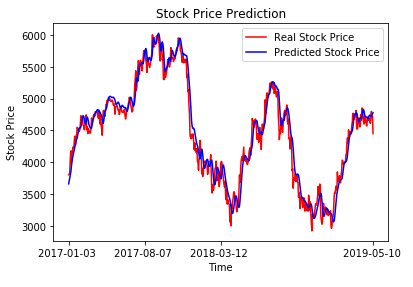 Stock Price Prediction
Real Stock Price
Predicted Stock Price
6000
5500
5000
4500
4000
3500
3000
Stock Price
2017-01-03 2017-08-07 2018-03-12 2019-05-10
Time